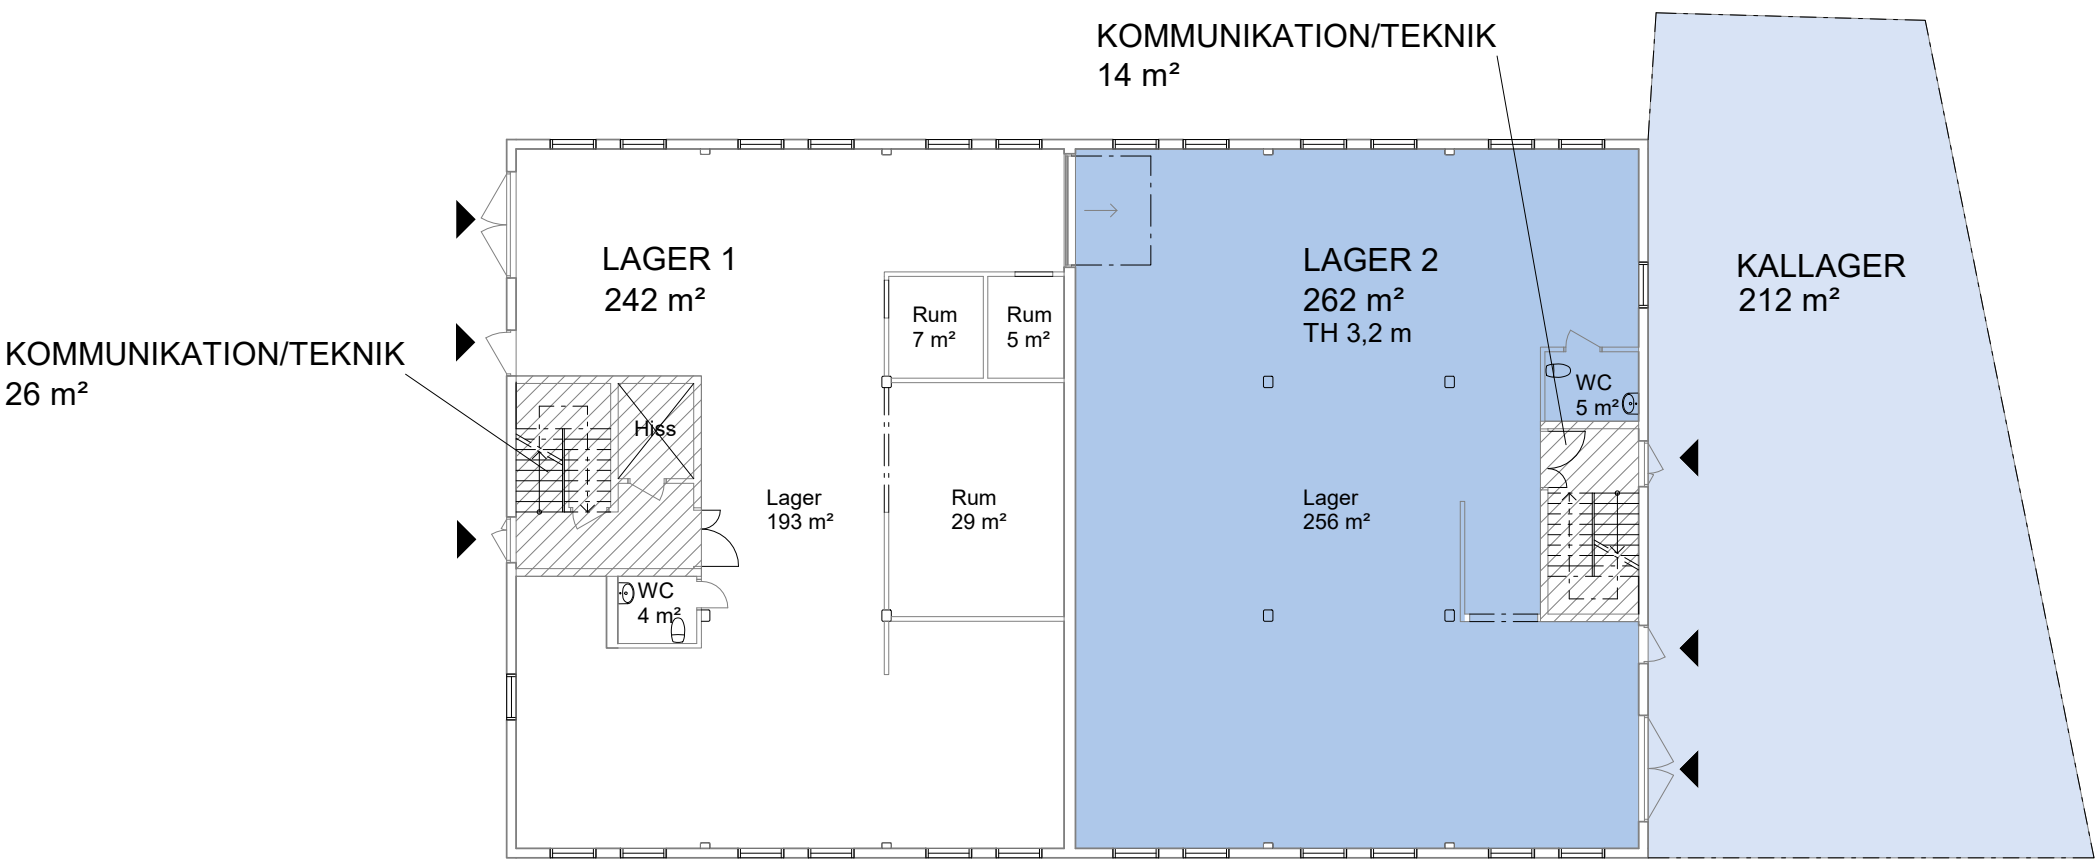 KOMMUNIKATION/TEKNIK
14 m²
LAGER 1
242 m²
LAGER 2
262 m²
TH 3,2 m
KALLAGER
212 m²
Rum
7 m²
Rum
5 m²
KOMMUNIKATION/TEKNIK
26 m²
WC
5 m²
Hiss
Lager
193 m²
Rum
29 m²
Lager
256 m²
WC
4 m²